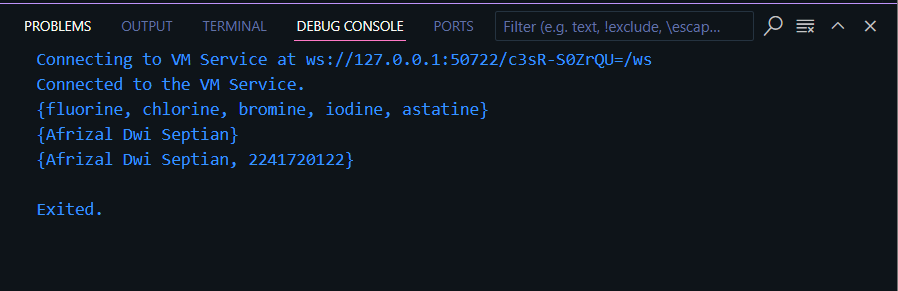 PROBLEMS OUTPUT TERMINAL DEBUG CONSOLE PORTS Filter (e.g. text, !exclude, \escap...
Connecting to VM Service at ws://127.0.0.1:50722/c3sR-S0ZrQU=/ws
Connected to the VM Service.
{fluorine, chlorine, bromine, iodine, astatine}
{Afrizal Dwi Septian}
{Afrizal Dwi Septian, 2241720122}
Exited.